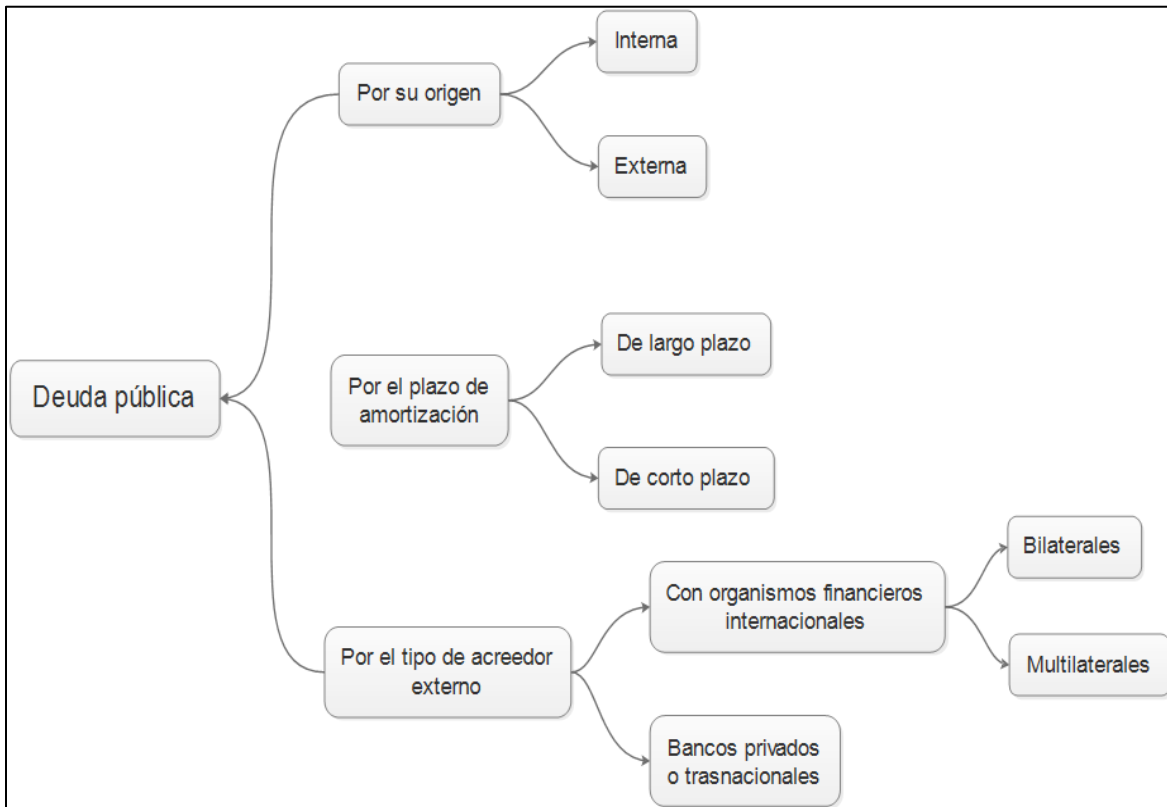 Deuda pública
Por su origen
Interna
Externa
Por el plazo de
amortización
De largo plazo
De corto plazo
Por el tipo de acreedor
externo
Con organismos financieros
internacionales
Bilaterales
Multilaterales
Bancos privados
o trasnacionales